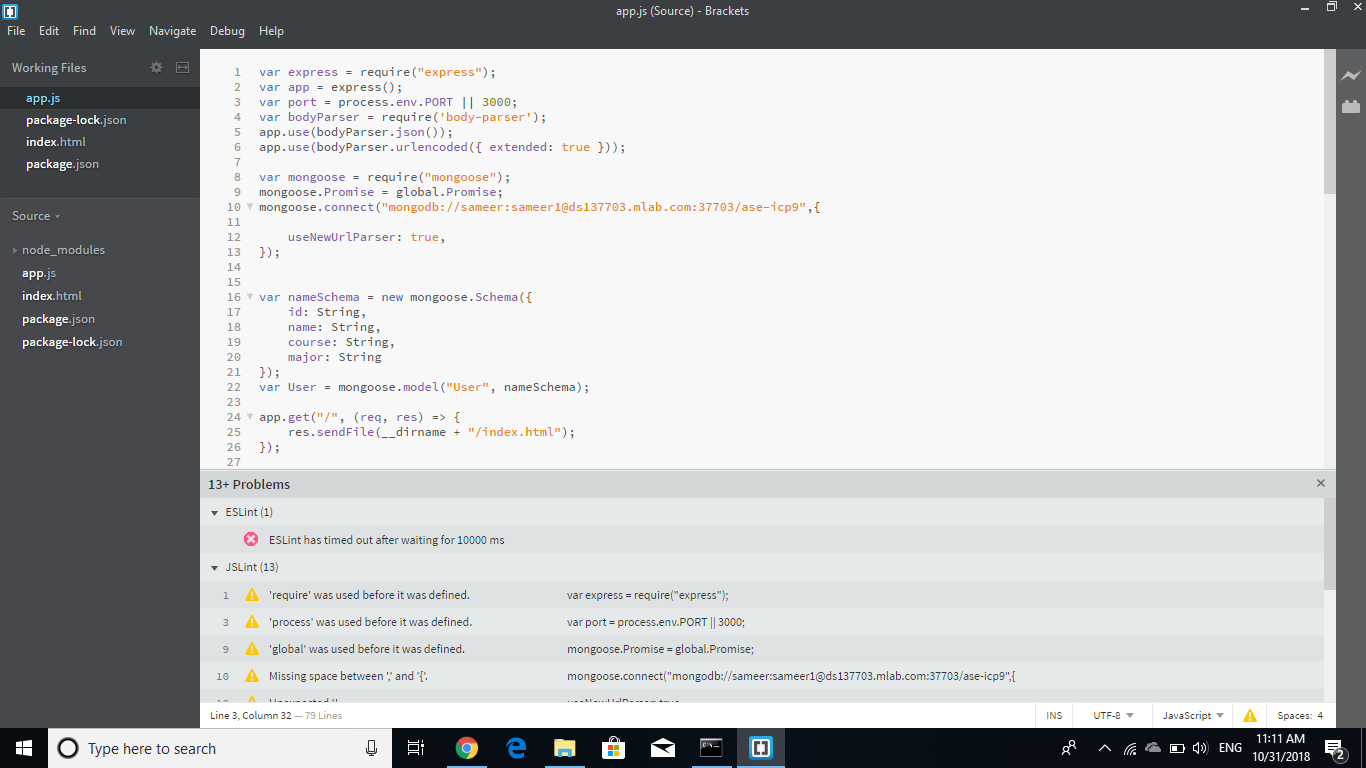 app.js (Source) - Brackets
File Edit Find View Navigate Debug Help
Working Files
app.js
package-lock.json
index.html
package.json
Source
node_modules
app.js
index.html
package.json
package-lock.json
1 var express = require("express");
2 var app = express();
3 var port = process.env.PORT || 3000;
4 var bodyParser = require('body-parser');
5 app.use(bodyParser.json());
6 app.use(bodyParser.urlencoded({ extended: true }));
7
8 var mongoose = require("mongoose");
9 mongoose.Promise = global.Promise;
10 mongoose.connect("mongodb://sameer:sameer1@ds137703.mlab.com:37703/ase-icp9",{
11
12 useNewUrlParser: true,
13 });
14
15
16 var nameSchema = new mongoose.Schema({
17 id: String,
18 name: String,
19 course: String,
20 major: String
21 });
22 var User = mongoose.model("User", nameSchema);
23
24 app.get("/", (req, res) => {
25 res.sendFile(__dirname + "/index.html");
26 });
27
13+ Problems
ESLint (1)
ESLint has timed out after waiting for 10000 ms
JSLint (13)
1 'require' was used before it was defined. var express = require("express");
3 'process' was used before it was defined. var port = process.env.PORT || 3000;
9 'global' was used before it was defined. mongoose.Promise = global.Promise;
10 Missing space between ',' and '{'. mongoose.connect("mongodb://sameer:sameer1@ds137703.mlab.com:37703/ase-icp9",{
Line 3, Column 32 — 79 Lines
INS UTF-8 JavaScript Spaces: 4
Type here to search
ENG
11:11 AM
10/31/2018
2